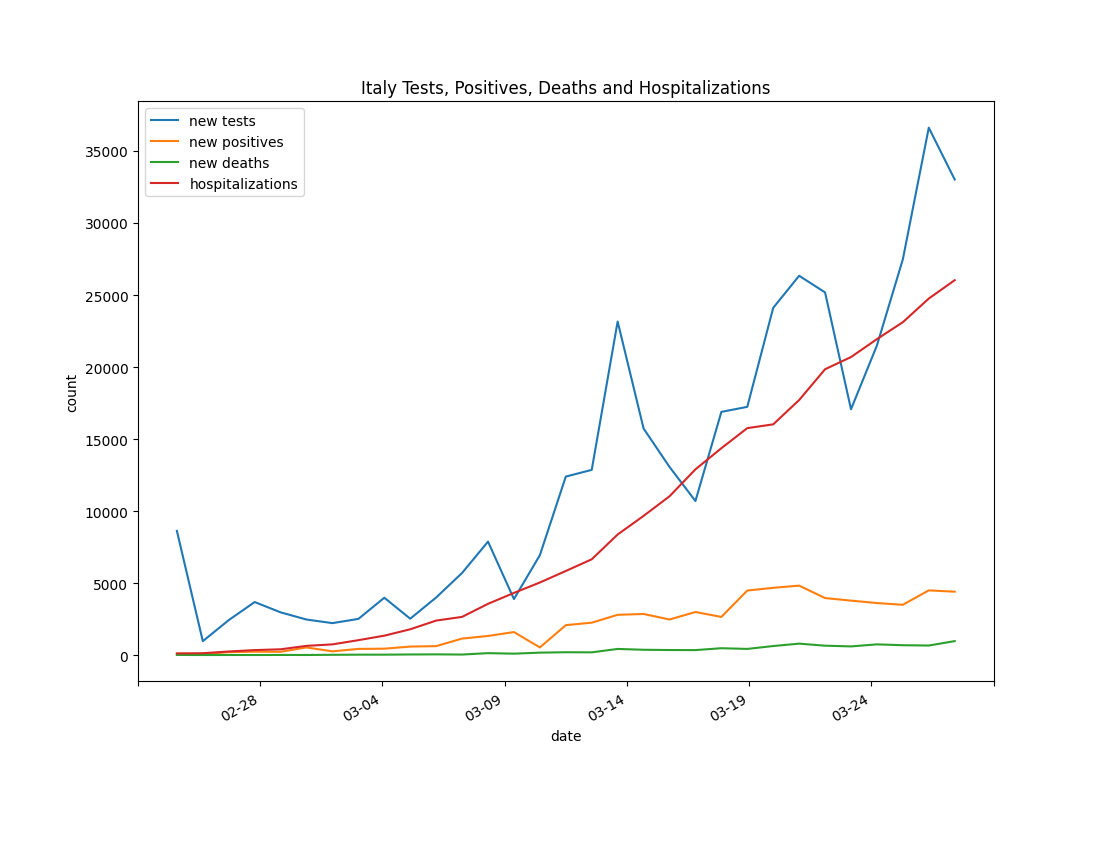 Italy Tests, Positives, Deaths and Hospitalizations
new tests
new positives
new deaths
hospitalizations
35000
30000
25000
20000
15000
10000
5000
0
count
02-28
03-04
03-09
03-14
03-19
03-24
date